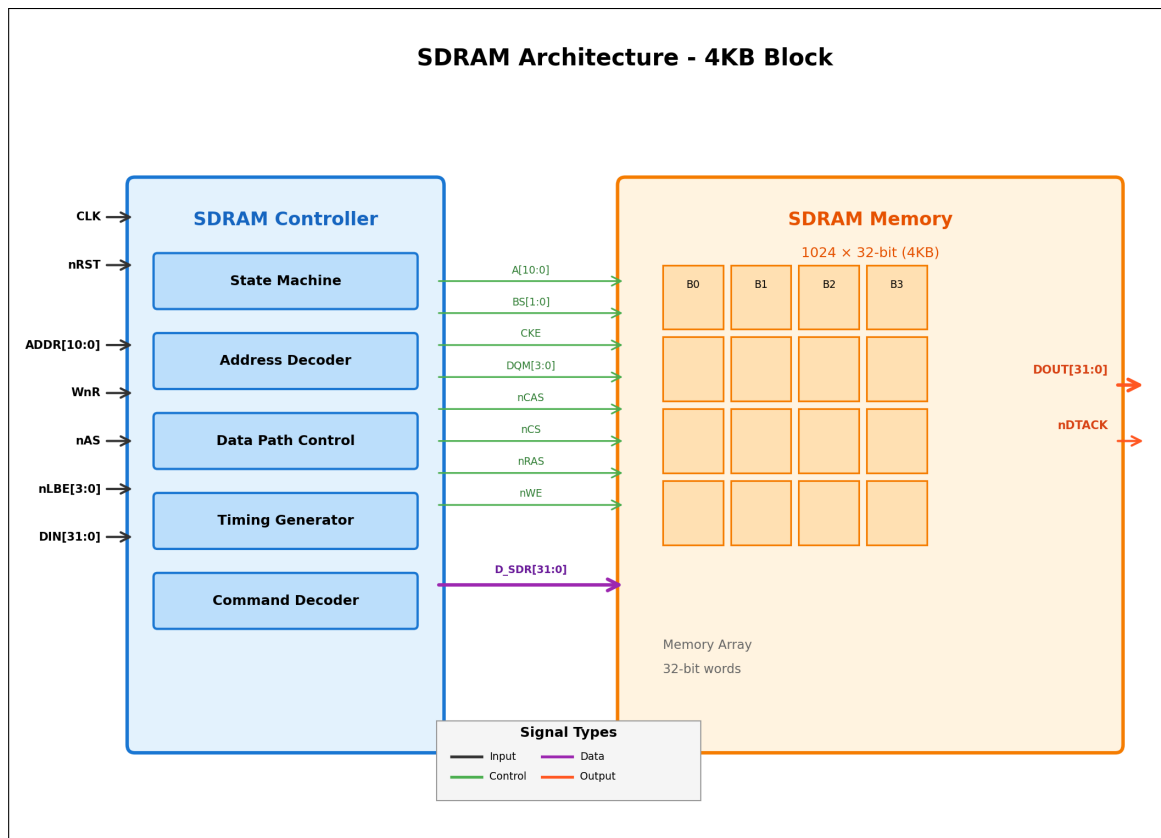 SDRAM Architecture - 4KB Block
CLK
nRST
ADDR[10:0]
WnR
nAS
nLBE[3:0]
DIN[31:0]
SDRAM Controller
State Machine
Address Decoder
Data Path Control
Timing Generator
Command Decoder
A[10:0]
BS[1:0]
CKE
DQM[3:0]
nCAS
nCS
nRAS
nWE
D_SDR[31:0]
SDRAM Memory
1024 × 32-bit (4KB)
B0 B1 B2 B3
DOUT[31:0]
nDTACK
Memory Array
32-bit words
Signal Types
Input Data
Control Output